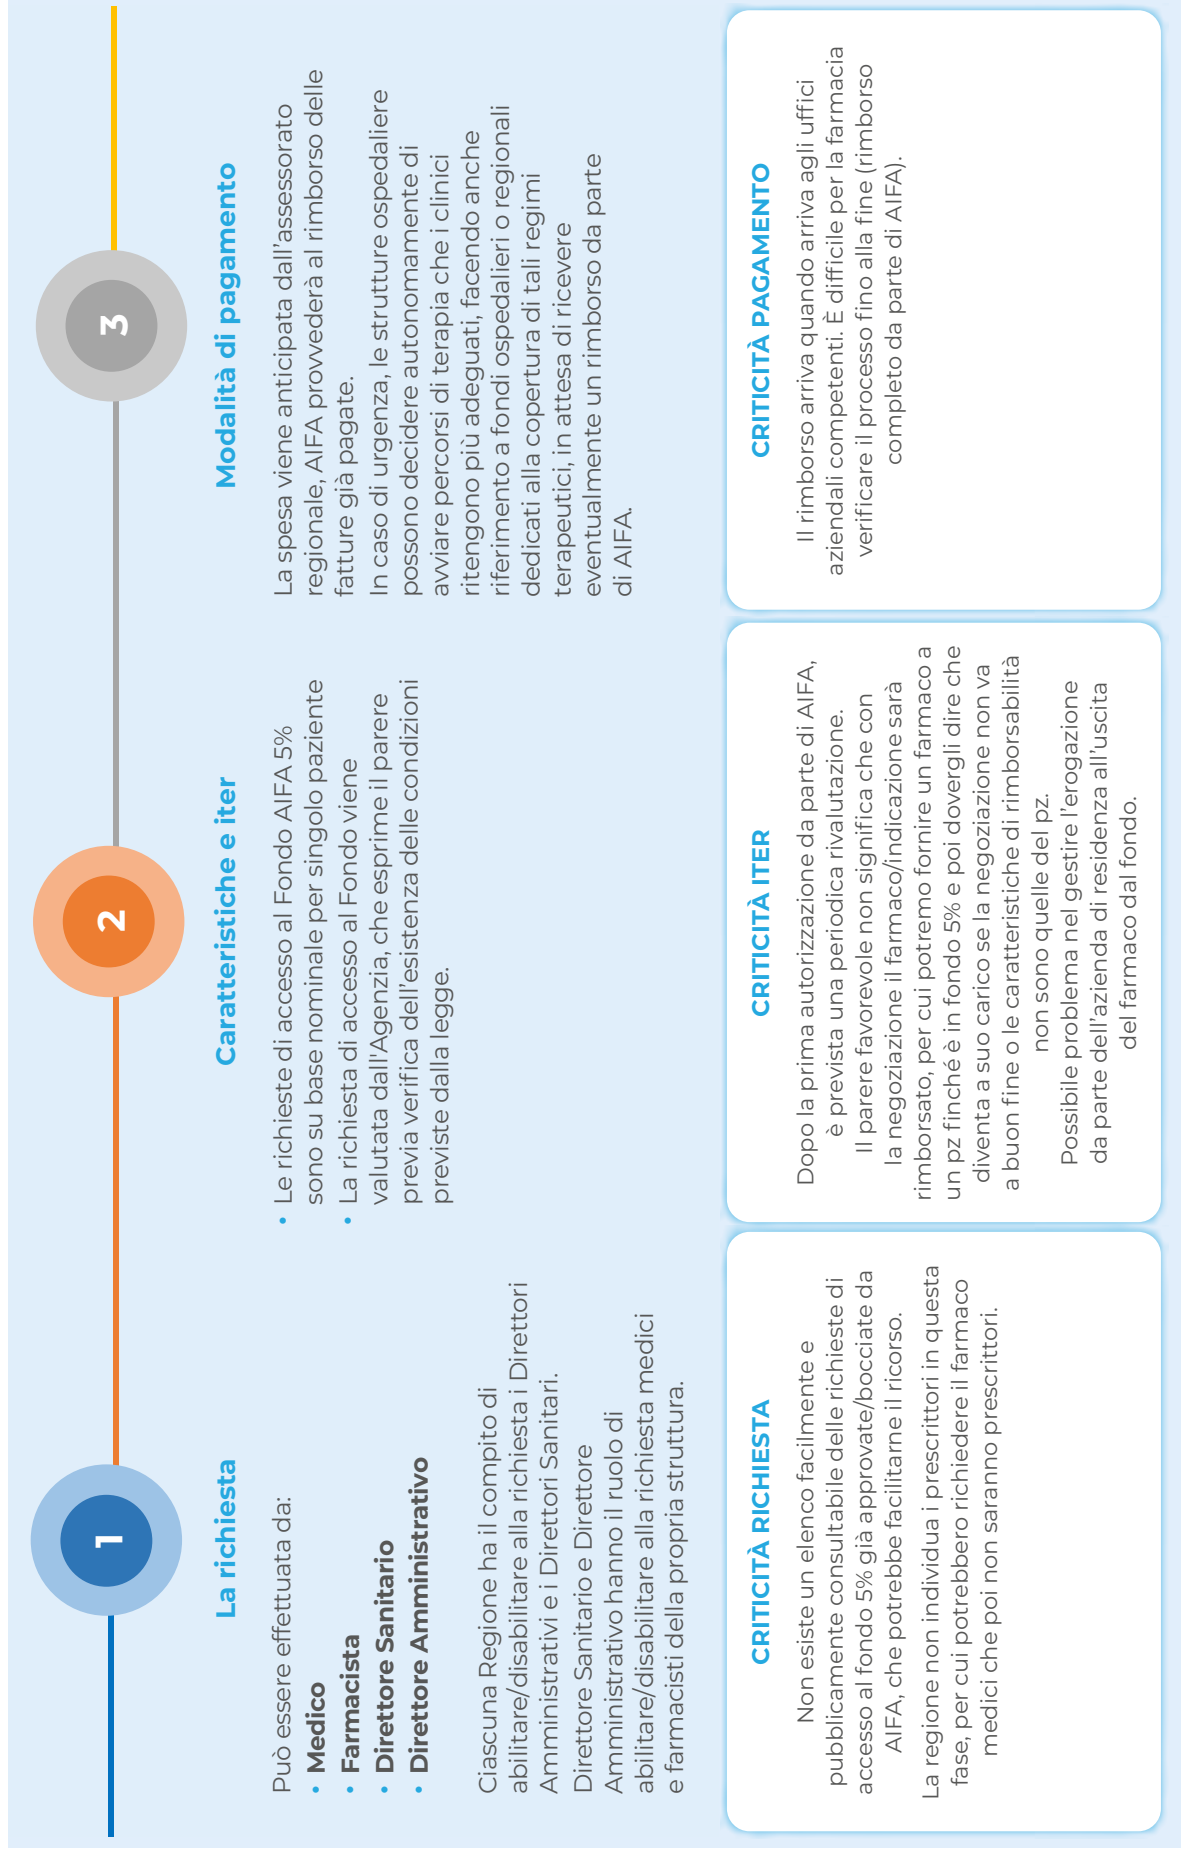 1
La richiesta
Può essere effettuata da:
• Medico
• Farmacista
• Direttore Sanitario
• Direttore Amministrativo
Ciascuna Regione ha il compito di
abilitare/disabilitare alla richiesta i Direttori
Amministrativi e i Direttori Sanitari.
Direttore Sanitario e Direttore
Amministrativo hanno il ruolo di
abilitare/disabilitare alla richiesta medici
e farmacisti della propria struttura.
CRITICITÀ RICHIESTA
Non esiste un elenco facilmente e
pubblicamente consultabile delle richieste di
accesso al fondo 5% già approvate/bocciate da
AIFA, che potrebbe facilitarne il ricorso.
La regione non individua i prescrittori in questa
fase, per cui potrebbero richiedere il farmaco
medici che poi non saranno prescrittori.
2
Caratteristiche e iter
• Le richieste di accesso al Fondo AIFA 5%
sono su base nominale per singolo paziente
• La richiesta di accesso al Fondo viene
valutata dall'Agenzia, che esprime il parere
previa verifica dell'esistenza delle condizioni
previste dalla legge.
CRITICITÀ ITER
Dopo la prima autorizzazione da parte di AIFA,
è prevista una periodica rivalutazione.
Il parere favorevole non significa che con
la negoziazione il farmaco/indicazione sarà
rimborsato, per cui potremo fornire un farmaco a
un pz finché è in fondo 5% e poi dovergli dire che
diventa a suo carico se la negoziazione non va
a buon fine o le caratteristiche di rimborsabilità
non sono quelle del pz.
Possibile problema nel gestire l'erogazione
da parte dell'azienda di residenza all'uscita
del farmaco dal fondo.
3
Modalità di pagamento
La spesa viene anticipata dall'assessorato
regionale, AIFA provvederà al rimborso delle
fatture già pagate.
In caso di urgenza, le strutture ospedaliere
possono decidere autonomamente di
avviare percorsi di terapia che i clinici
ritengono più adeguati, facendo anche
riferimento a fondi ospedalieri o regionali
dedicati alla copertura di tali regimi
terapeutici, in attesa di ricevere
eventualmente un rimborso da parte
di AIFA.
CRITICITÀ PAGAMENTO
Il rimborso arriva quando arriva agli uffici
aziendali competenti. È difficile per la farmacia
verificare il processo fino alla fine (rimborso
completo da parte di AIFA).